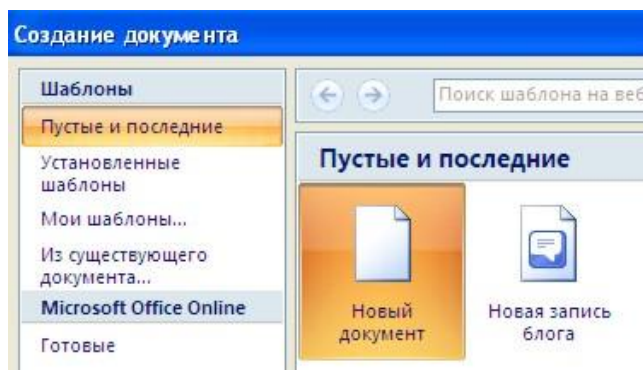 Создание документа
Шаблоны
Пустые и последние
Установленные
шаблоны
Мои шаблоны...
Из существующего
документа...
Microsoft Office Online
Готовые
Поиск шаблона на веб
Пустые и последние
Новый
документ
Новая запись
блога